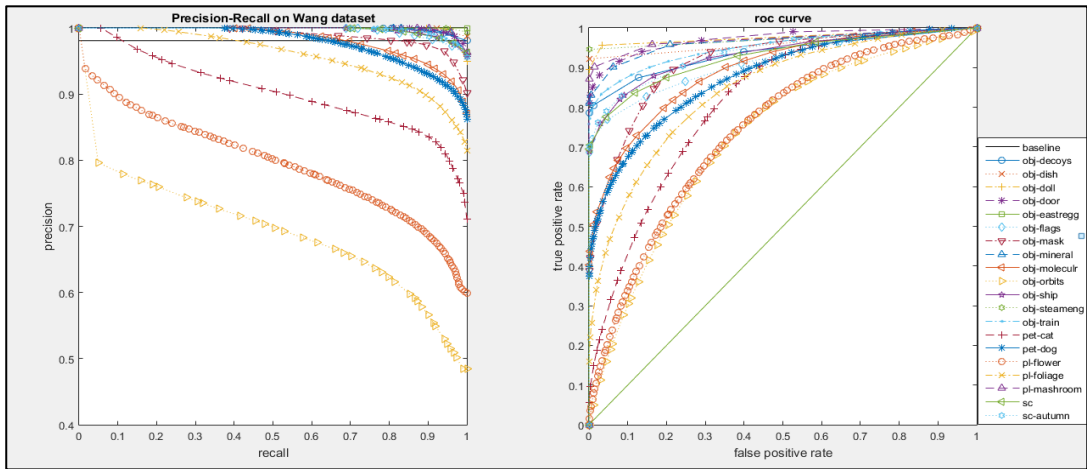 Precision-Recall on Wang dataset
1
0.9
0.8
0.7
0.6
0.5
0.4
precision
0 0.1 0.2 0.3 0.4 0.5 0.6 0.7 0.8 0.9 1
recall
roc curve
1
0.9
0.8
0.7
0.6
0.5
0.4
0.3
0.2
0.1
0
true positive rate
0 0.1 0.2 0.3 0.4 0.5 0.6 0.7 0.8 0.9 1
false positive rate
baseline
obj-decoys
obj-dish
obj-doll
obj-door
obj-eastregg
obj-flags
obj-mask
obj-mineral
obj-moleculr
obj-orbits
obj-ship
obj-steameng
obj-train
pet-cat
pet-dog
pl-flower
pl-foliage
pl-mashroom
sc
sc-autumn